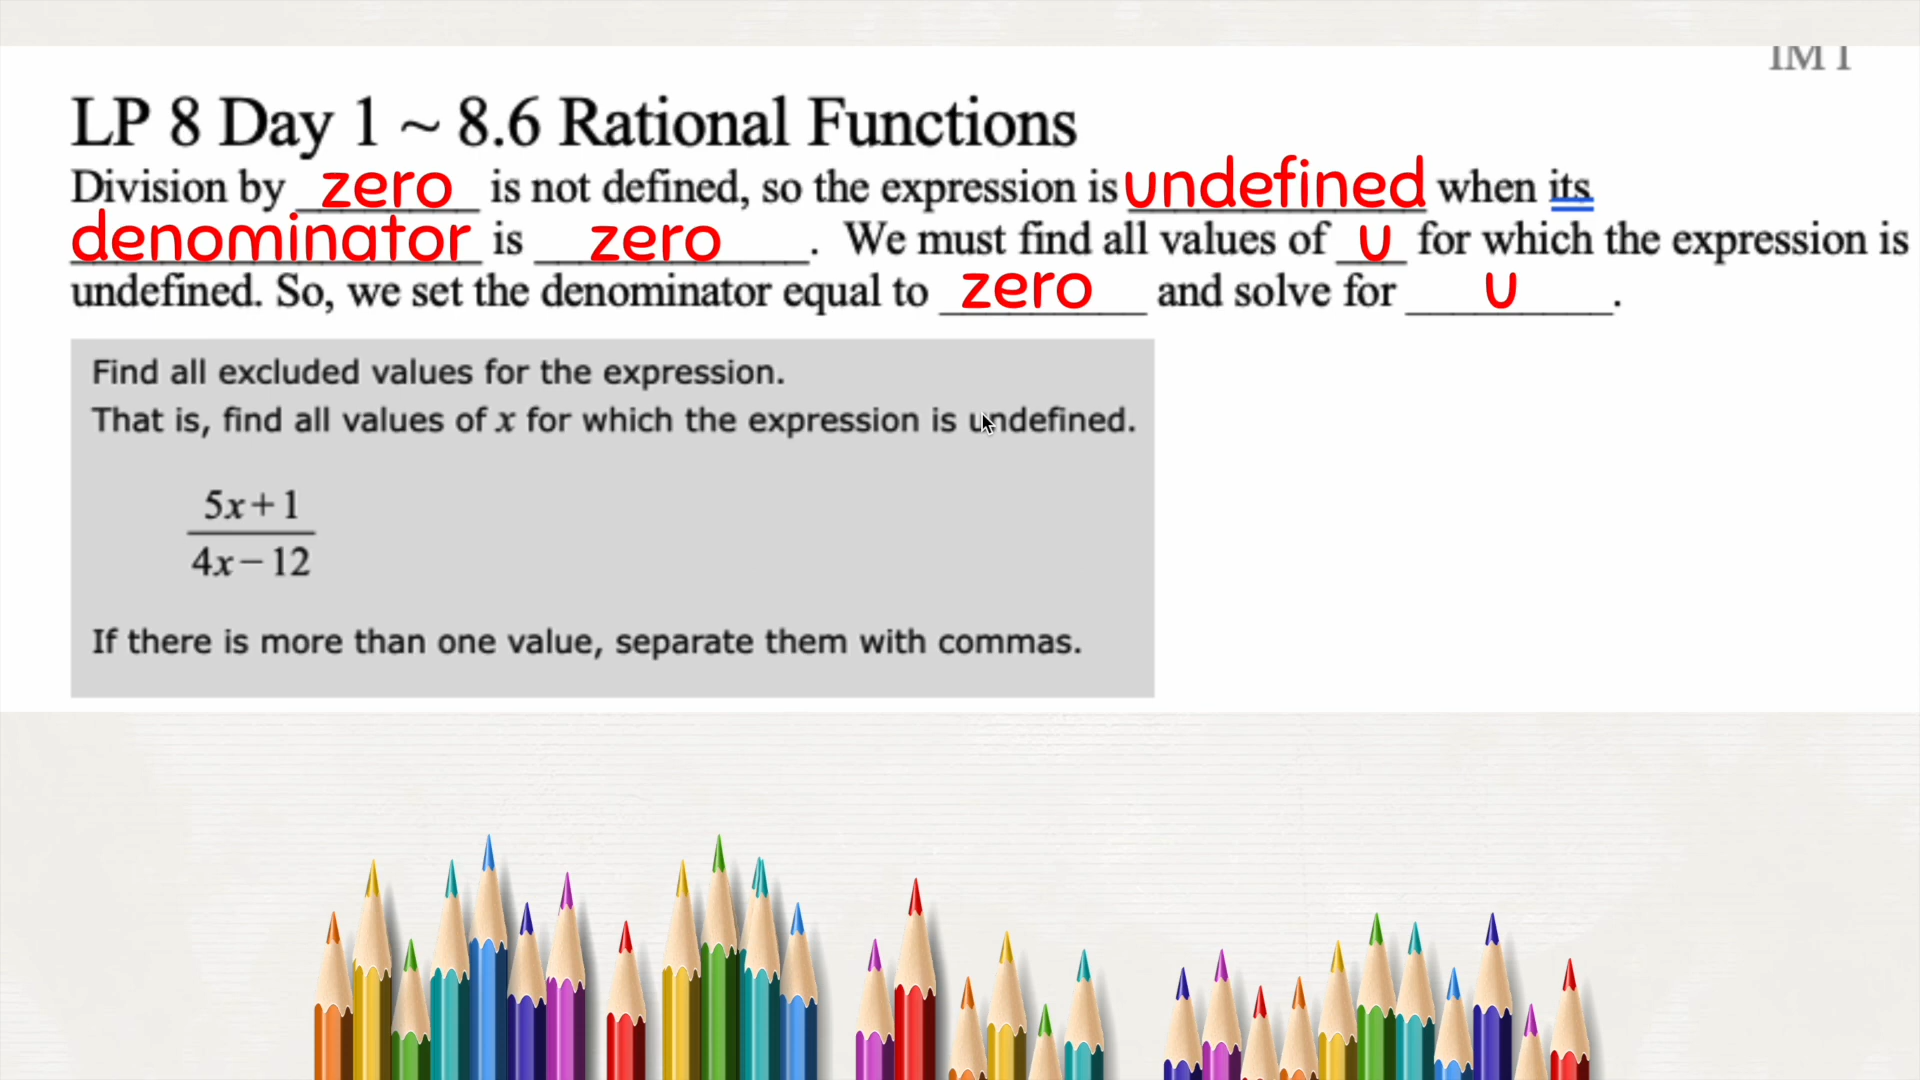 IM 1
LP 8 Day 1 ~ 8.6 Rational Functions
Division by zero is not defined, so the expression is undefined when its
denominator is zero. We must find all values of u for which the expression is
undefined. So, we set the denominator equal to zero and solve for u.
Find all excluded values for the expression.
That is, find all values of x for which the expression is undefined.
5x+1
4x−12
If there is more than one value, separate them with commas.